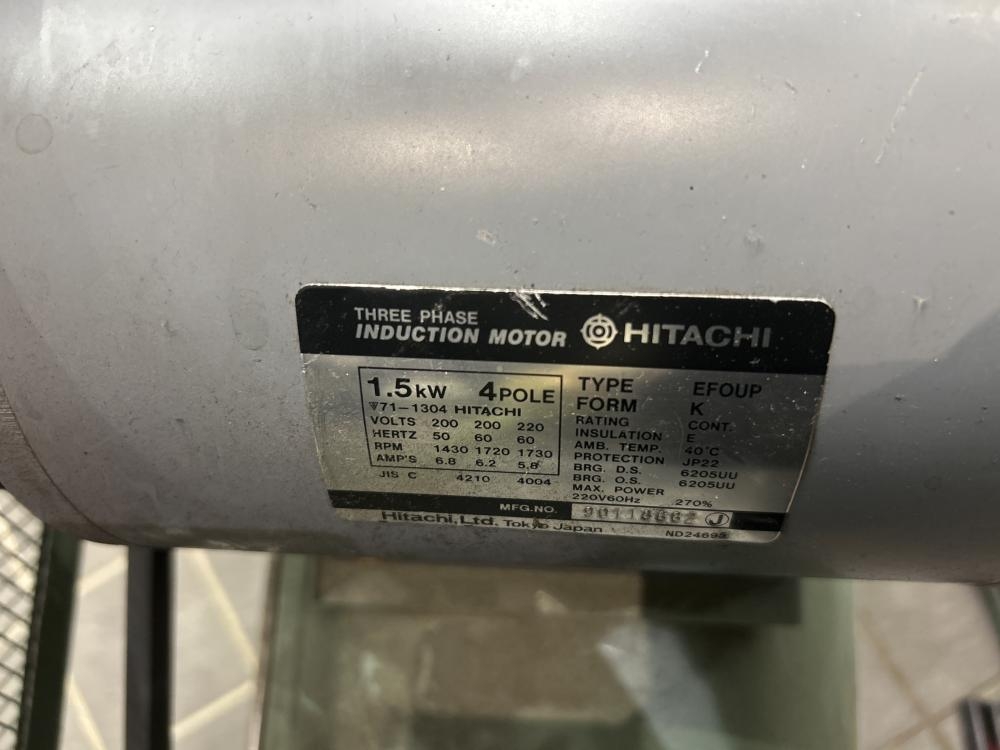 THREE PHASE
INDUCTION MOTOR HITACHI
1.5kW 4POLE
71-1304 HITACHI
VOLTS 200 200 220
HERTZ 50 60 60
RPM 1430 1720 1730
AMP'S 6.8 6.2 5.8
JIS C 4210 4004
TYPE EFOUP
FORM K
RATING CONT.
INSULATION E
AMB. TEMP. 40°C
PROTECTION JP22
BRG. D.S. 6205UU
BRG. O.S. 6205UU
MAX. POWER
220V60Hz 270%
MFG.NO. J
Hitachi, Ltd. Tokyo Japan